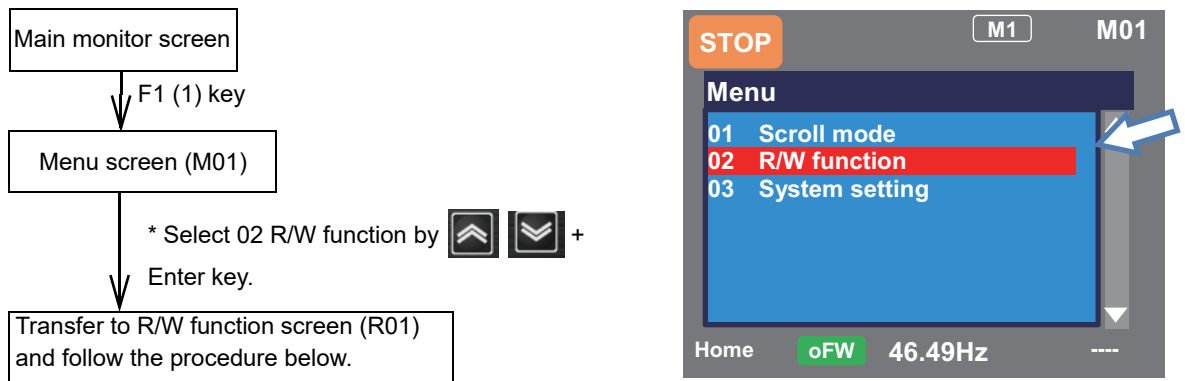 Main monitor screen
F1 (1) key
Menu screen (M01)
* Select 02 R/W function by +
Enter key.
Transfer to R/W function screen (R01)
and follow the procedure below.
STOP M1 M01
Menu
01 Scroll mode
02 R/W function
03 System setting
Home oFW 46.49Hz ----